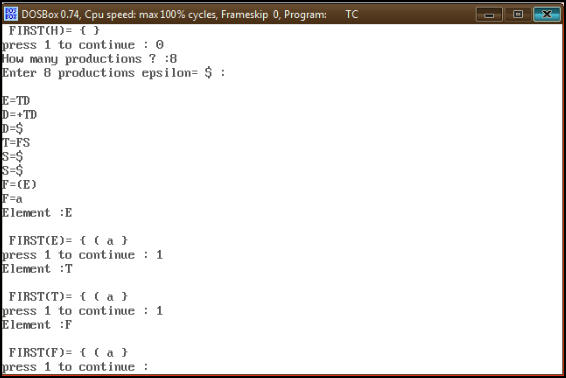 DOSBox 0.74, Cpu speed: max 100% cycles, Frameskip 0, Program: TC
FIRST(H)= { }
press 1 to continue : 0
How many productions ? :8
Enter 8 productions epsilon= $ :
E=TD
D=+TD
D=$
T=FS
S=$
S=$
F=(E)
F=a
Element :E
FIRST(E)= { ( a }
press 1 to continue : 1
Element :T
FIRST(T)= { ( a }
press 1 to continue : 1
Element :F
FIRST(F)= { ( a }
press 1 to continue :